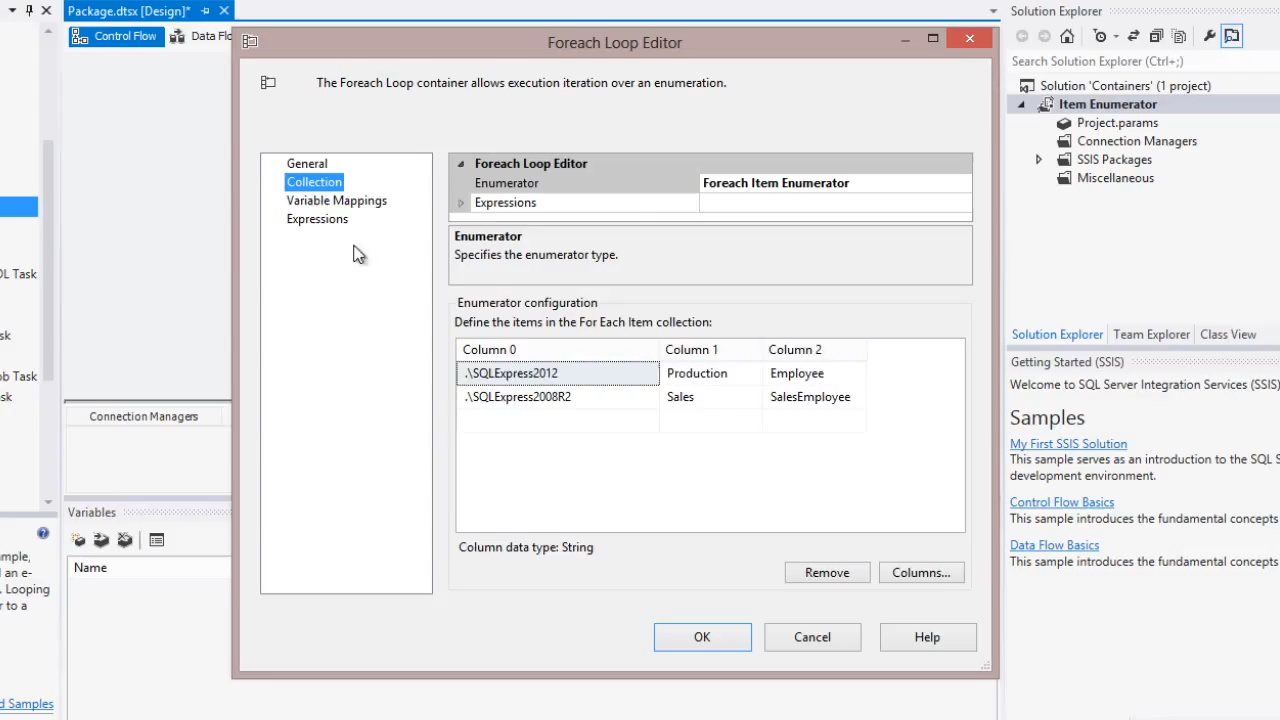 Package.dtsx [Design]*
Control Flow
Data Flo
Foreach Loop Editor
The Foreach Loop container allows execution iteration over an enumeration.
General
Collection
Variable Mappings
Expressions
Foreach Loop Editor
Enumerator
Foreach Item Enumerator
Expressions
Enumerator
Specifies the enumerator type.
Enumerator configuration
Define the items in the For Each Item collection:
Column 0 Column 1 Column 2
.\SQLExpress2012 Production Employee
.\SQLExpress2008R2 Sales SalesEmployee
Column data type: String
Remove
Columns...
OK
Cancel
Help
OL Task
sk
ob Task
sk
mple,
d an e-
. Looping
r to a
d Samples
Connection Managers
Variables
Name
Solution Explorer
Search Solution Explorer (Ctrl+;)
Solution 'Containers' (1 project)
Item Enumerator
Project.params
Connection Managers
SSIS Packages
Miscellaneous
Solution Explorer
Team Explorer
Class View
Getting Started (SSIS)
Welcome to SQL Server Integration Services (SSIS)
Samples
My First SSIS Solution
This sample serves as an introduction to the SQL S
development environment.
Control Flow Basics
This sample introduces the fundamental concepts
Data Flow Basics
This sample introduces the fundamental concepts